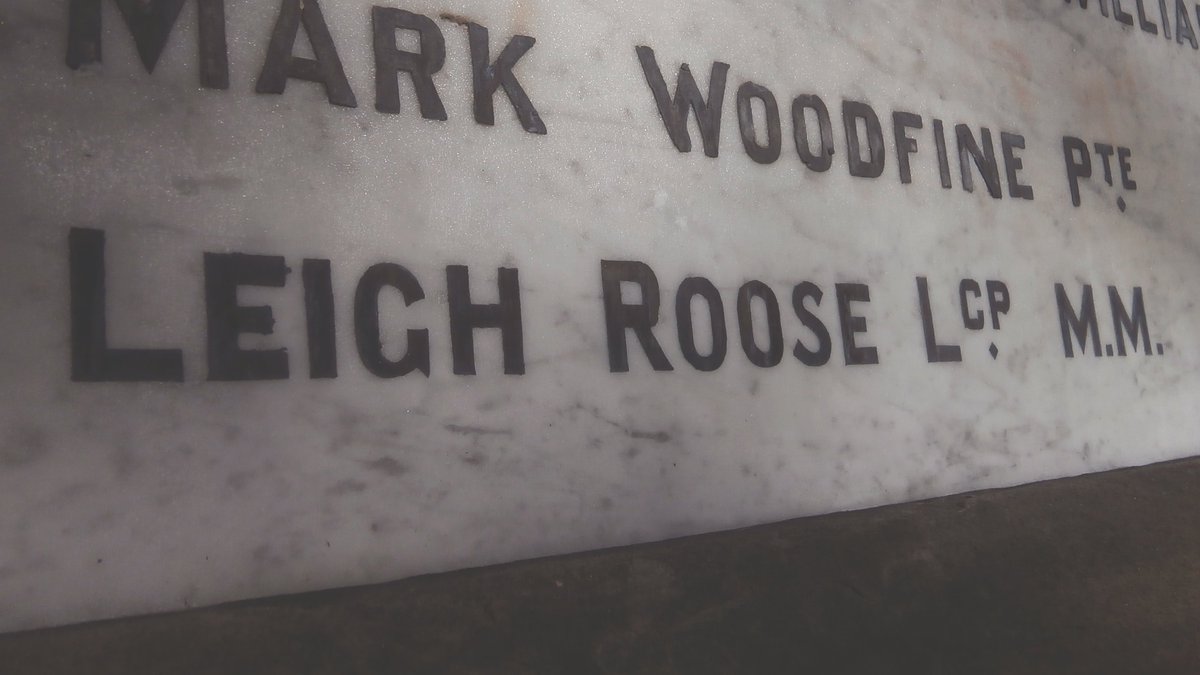 MARK WOODFINE PTE
LEIGH ROOSE LCP M.M.